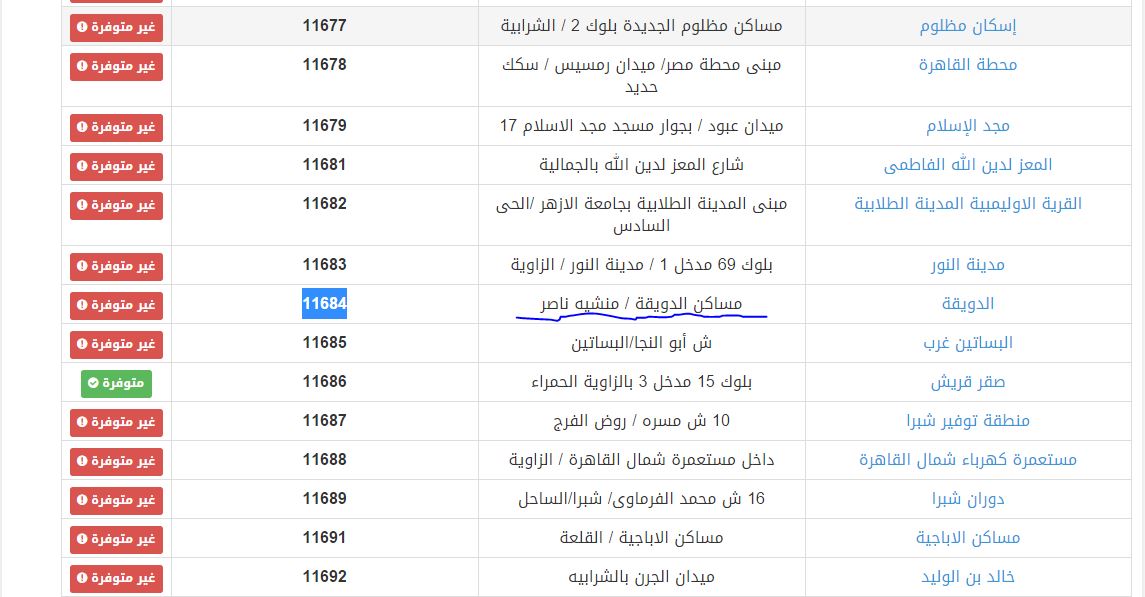 إسكان مظلوم مساكن مظلوم الجديدة بلوك 2 / الشرابية 11677 غير متوفرة
محطة القاهرة مبنى محطة مصر/ ميدان رمسيس / سكك 11678 غير متوفرة
حديد
مجد الإسلام ميدان عبود / بجوار مسجد مجد الاسلام 17 11679 غير متوفرة
المعز لدين الله الفاطمى شارع المعز لدين الله بالجمالية 11681 غير متوفرة
القرية الاوليمبية المدينة الطلابية مبنى المدينة الطلابية بجامعة الازهر /الحى 11682 غير متوفرة
السادس
مدينة النور بلوك 69 مدخل 1 / مدينة النور / الزاوية 11683 غير متوفرة
الدويقة مساكن الدويقة / منشيه ناصر 11684 غير متوفرة
البساتين غرب ش أبو النجا/البساتين 11685 غير متوفرة
صقر قريش بلوك 15 مدخل 3 بالزاوية الحمراء 11686 متوفرة
منطقة توفير شبرا 10 ش مسره / روض الفرج 11687 غير متوفرة
مستعمرة كهرباء شمال القاهرة داخل مستعمرة شمال القاهرة / الزاوية 11688 غير متوفرة
دوران شبرا 16 ش محمد الفرماوى/ شبرا/الساحل 11689 غير متوفرة
مساكن الاباجية مساكن الاباجية / القلعة 11691 غير متوفرة
خالد بن الوليد ميدان الجرن بالشرابيه 11692 غير متوفرة